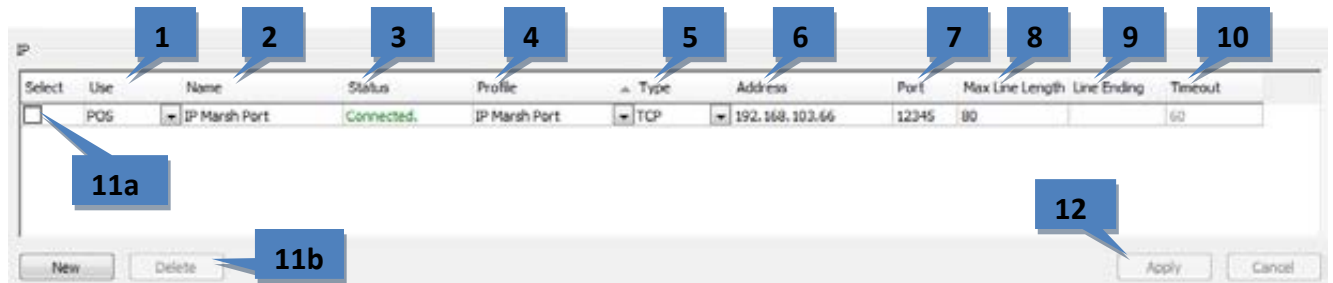 1 2 3 4 5 6 7 8 9 10
IP
Select Use Name Status Profile Type Address Port Max Line Length Line Ending Timeout
POS IP Marsh Port Connected. IP Marsh Port TCP 192.168.103.66 12345 80 60
11a
12
11b
New Delete Apply Cancel